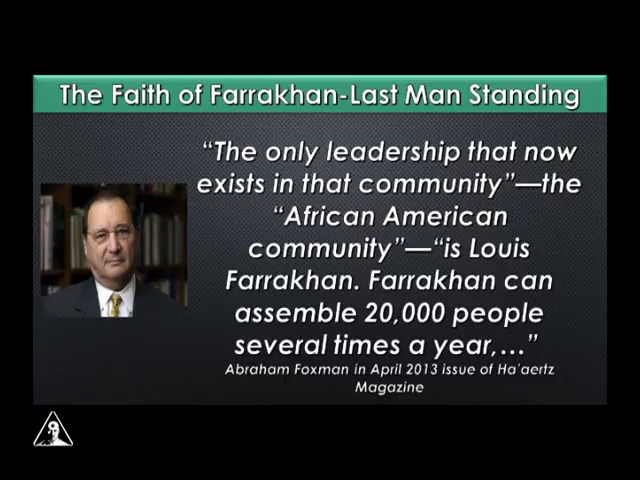 The Faith of Farrakhan-Last Man Standing
“The only leadership that now
exists in that community”—the
“African American
community”—“is Louis
Farrakhan. Farrakhan can
assemble 20,000 people
several times a year,…”
Abraham Foxman in April 2013 issue of Ha'aertz
Magazine